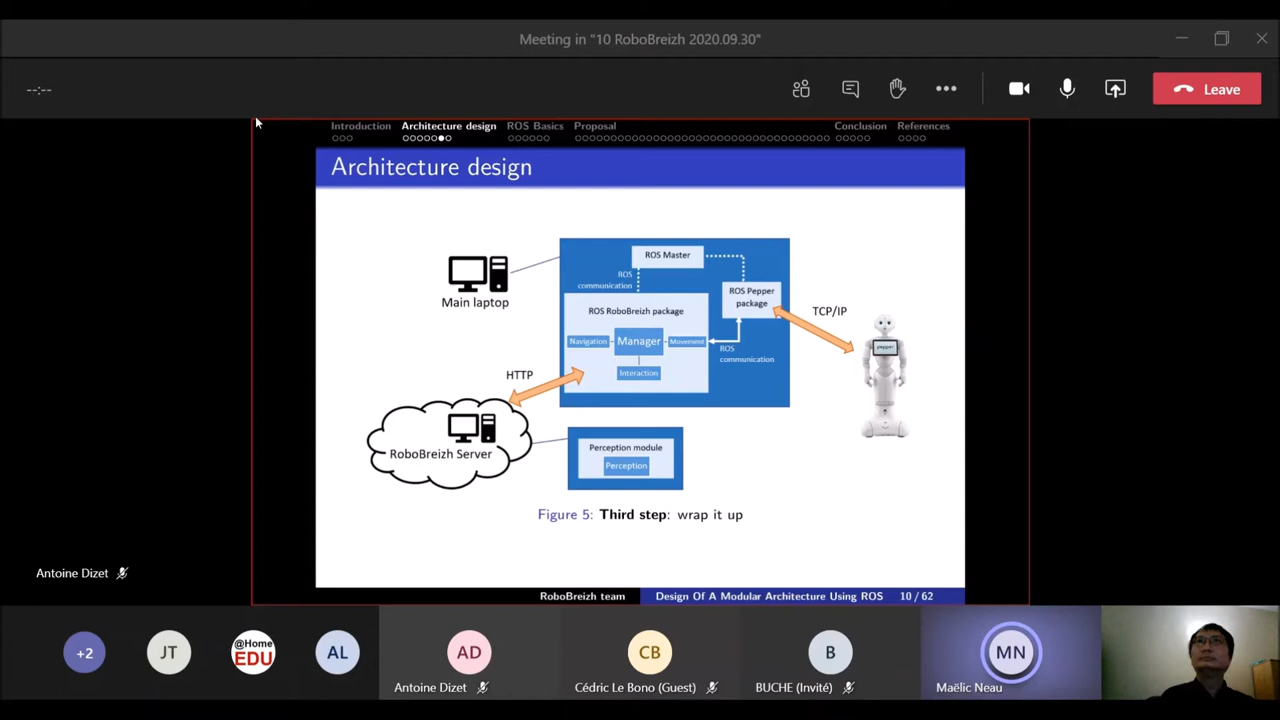 Meeting in "10 RoboBreizh 2020.09.30"
--:--
Leave
Introduction Architecture design ROS Basics Proposal Conclusion References
Architecture design
ROS Master
ROS
communication
ROS Pepper
package
ROS RoboBreizh package
TCP/IP
Main laptop
Navigation
Manager
Movement
ROS
communication
Interaction
pepper
HTTP
RoboBreizh Server
Perception module
Perception
Figure 5: Third step: wrap it up
Antoine Dizet
RoboBreizh team
Design Of A Modular Architecture Using ROS
10 / 62
+2
JT
@Home
EDU
AL
AD
Antoine Dizet
CB
Cédric Le Bono (Guest)
B
BUCHE (Invité)
MN
Maëlic Neau